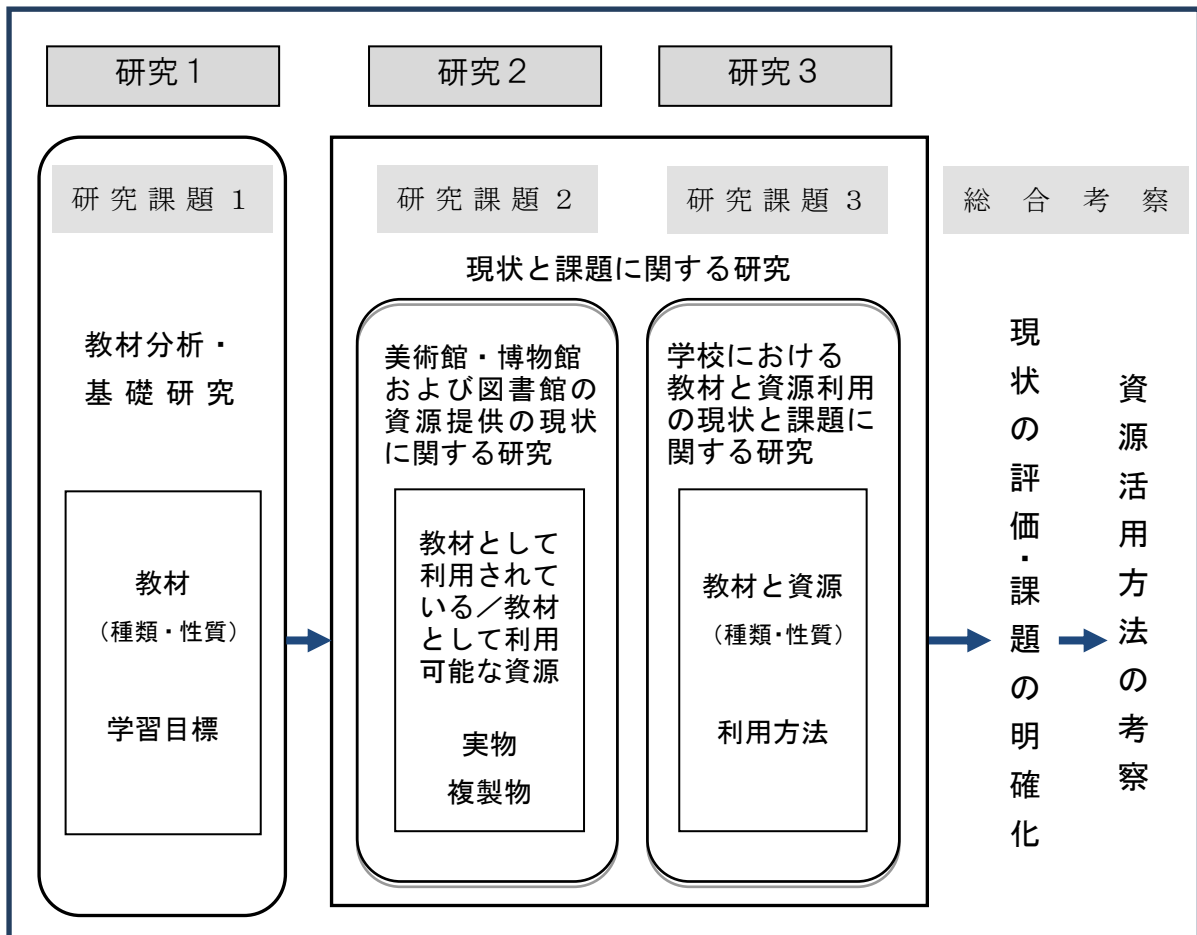 研究１
研究２
研究３
研究課題１
研究課題２
研究課題３
総合考察
現状と課題に関する研究
教材分析・
基礎研究
教材
（種類・性質）
学習目標
美術館・博物館
および図書館の
資源提供の現状
に関する研究
教材として
利用されて
いる／教材
として利用
可能な資源
実物
複製物
学校における
教材と資源利用
の現状と課題に
関する研究
教材と資源
（種類・性質）
利用方法
現状の評価・課題の明確化
資源活用方法の考察